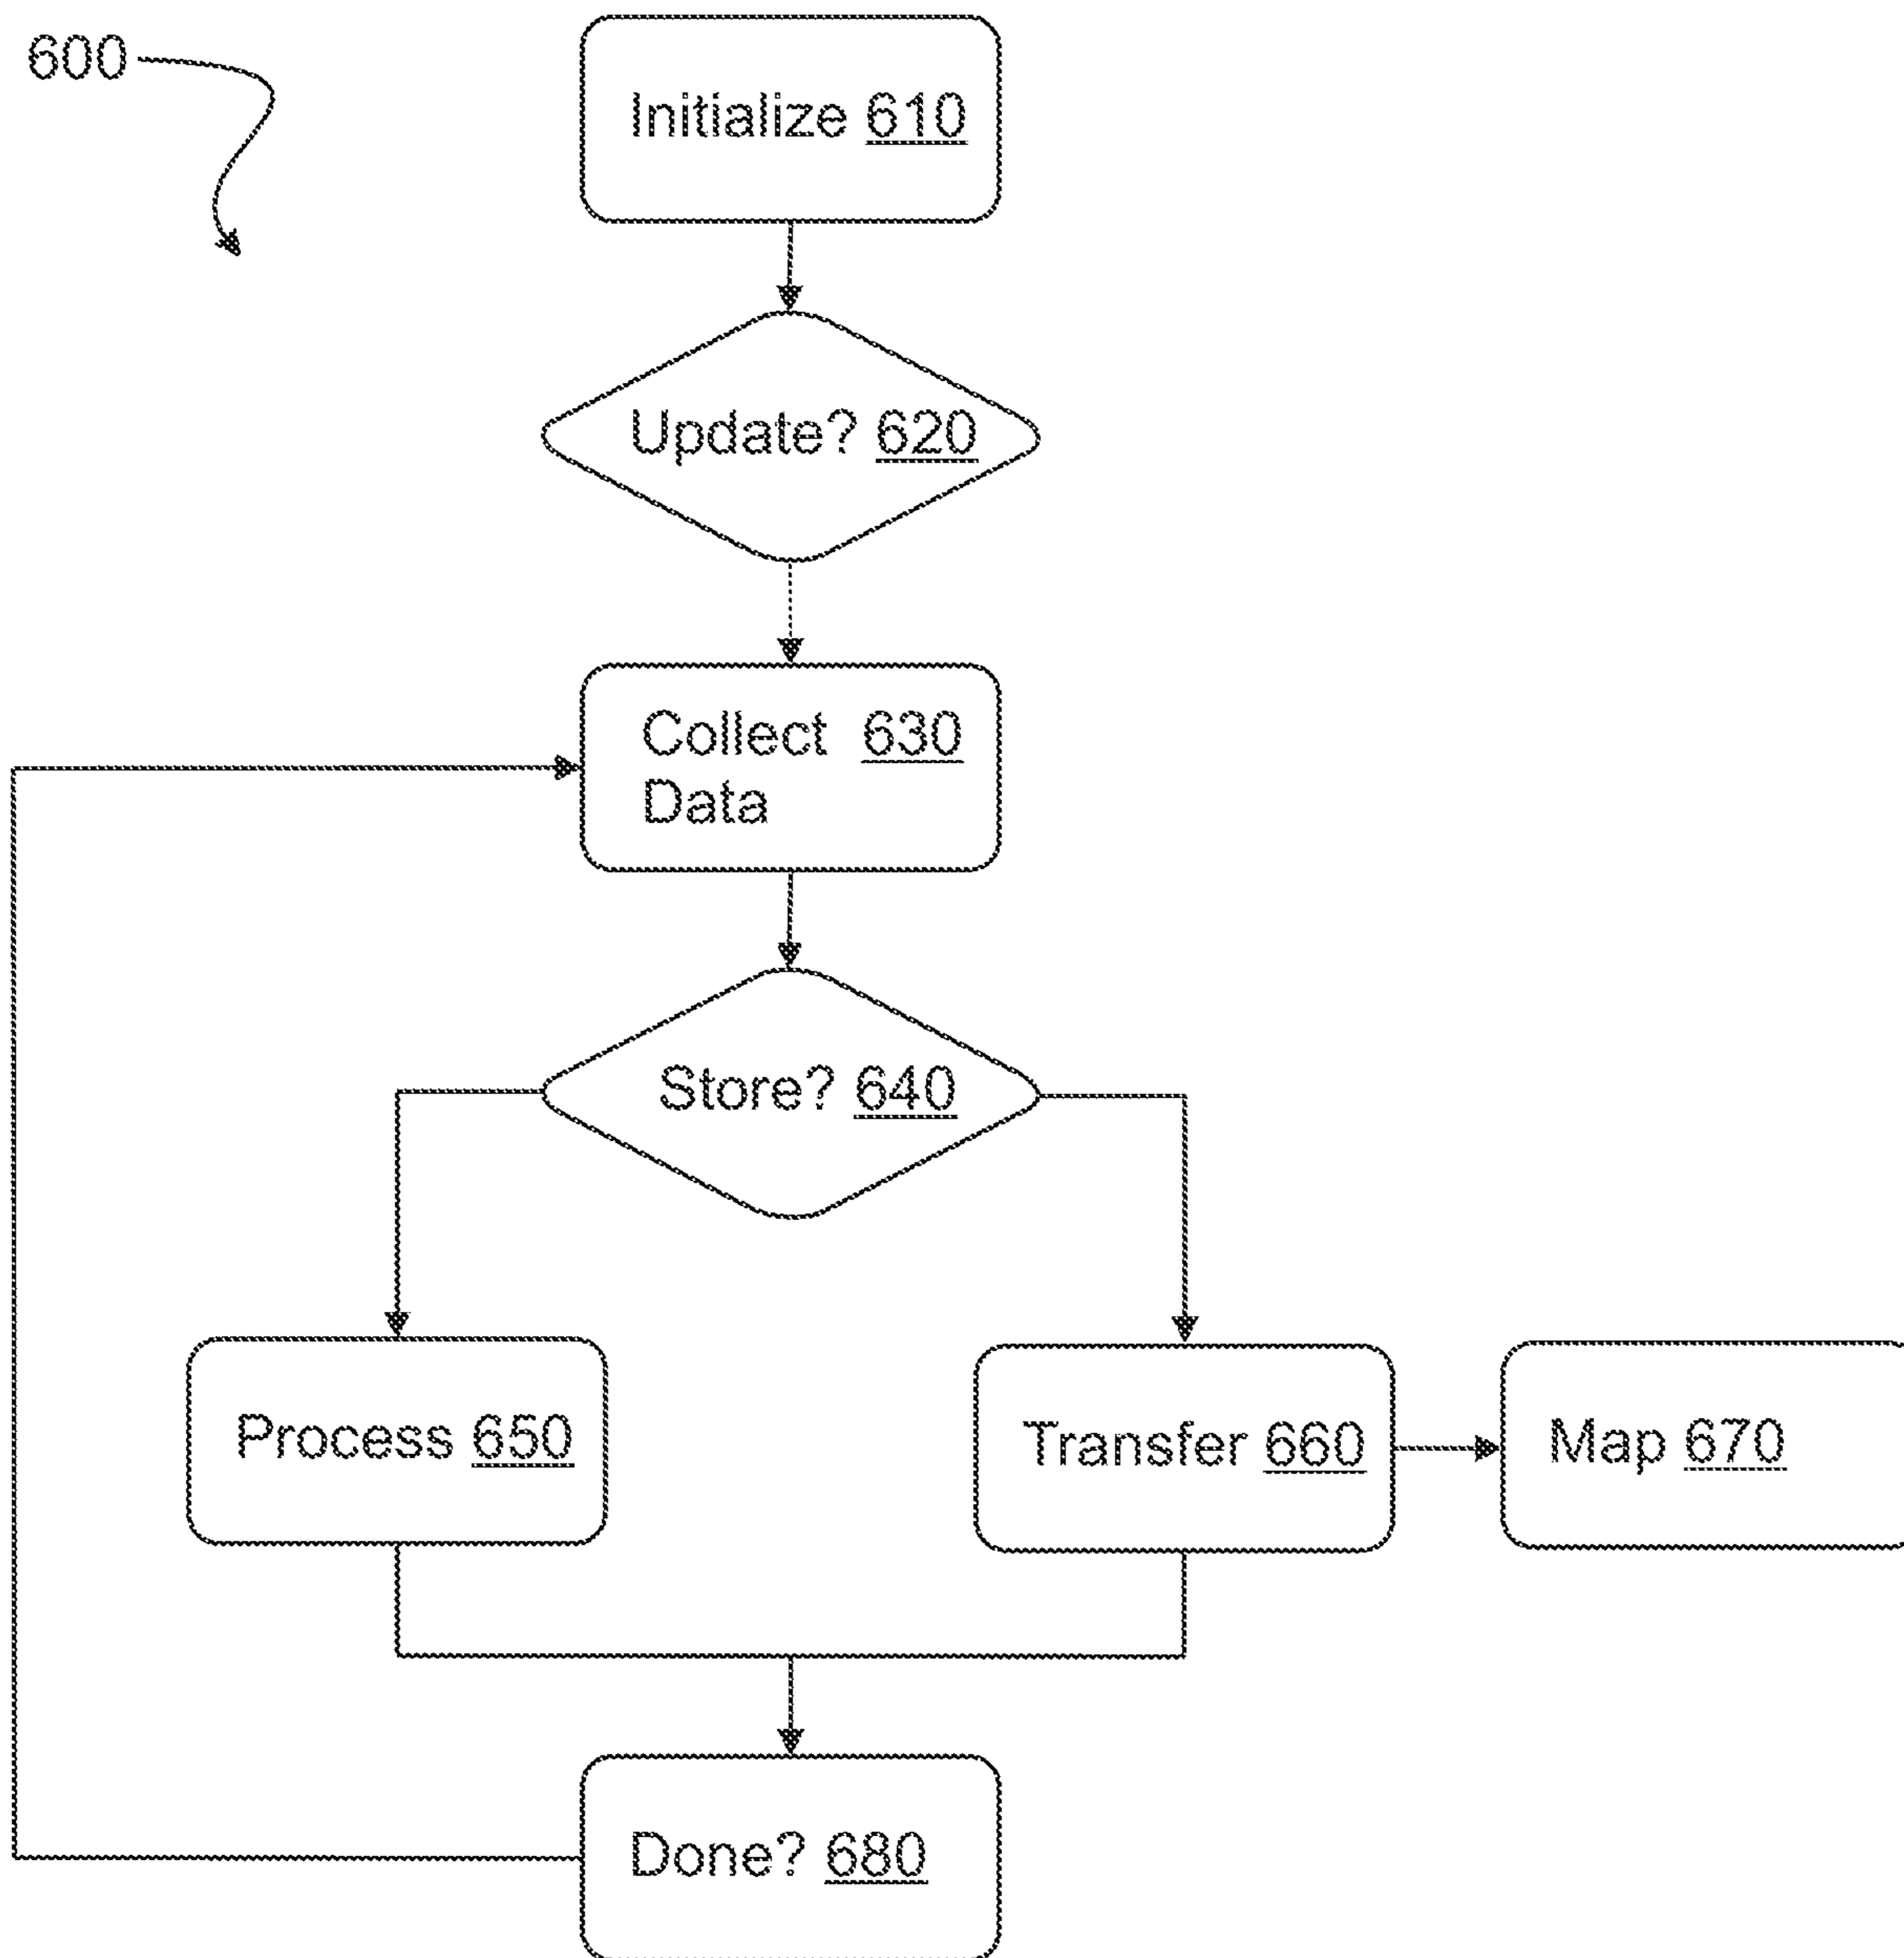 600
Initialize 610
Update? 620
Collect 630
Data
Store? 640
Process 650
Transfer 660
Map 670
Done? 680